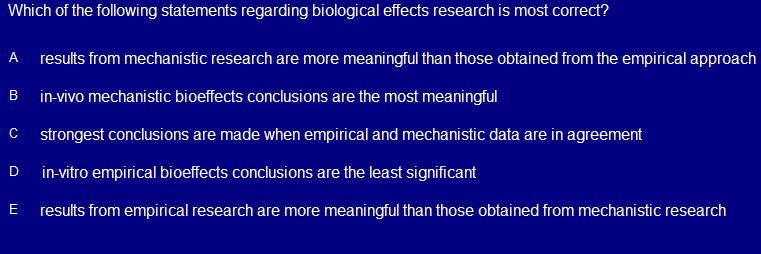 Which of the following statements regarding biological effects research is most correct?
A results from mechanistic research are more meaningful than those obtained from the empirical approach
B in-vivo mechanistic bioeffects conclusions are the most meaningful
C strongest conclusions are made when empirical and mechanistic data are in agreement
D in-vitro empirical bioeffects conclusions are the least significant
E results from empirical research are more meaningful than those obtained from mechanistic research